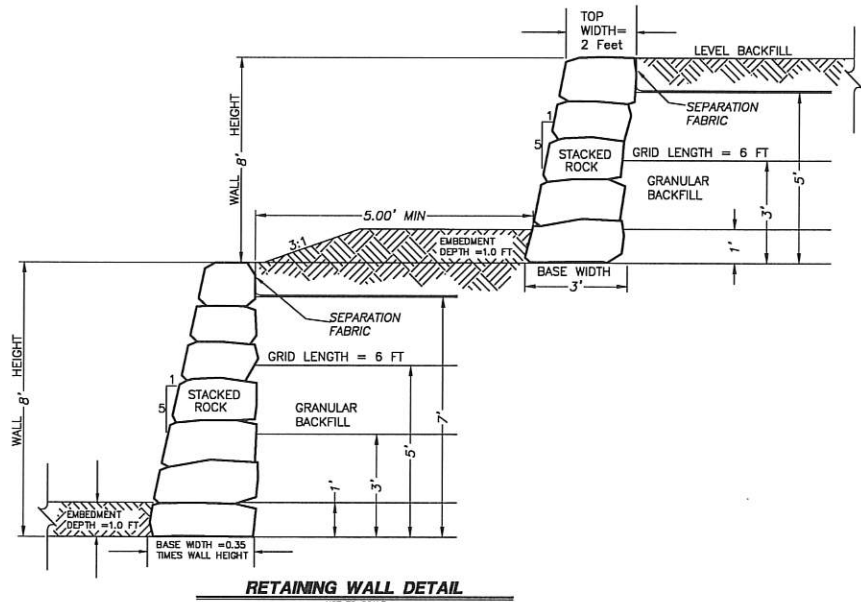 TOP
WIDTH=
2 Feet
LEVEL BACKFILL
SEPARATION
FABRIC
WALL 8' HEIGHT
1
5
STACKED
ROCK
GRID LENGTH = 6 FT
GRANULAR
BACKFILL
5'
3'
1'
5.00' MIN
3:1
EMBEDMENT
DEPTH =1.0 FT
BASE WIDTH
3'
SEPARATION
FABRIC
WALL 8' HEIGHT
GRID LENGTH = 6 FT
1
5
STACKED
ROCK
GRANULAR
BACKFILL
7'
5'
3'
1'
EMBEDMENT
DEPTH =1.0 FT
BASE WIDTH =0.35
TIMES WALL HEIGHT
RETAINING WALL DETAIL